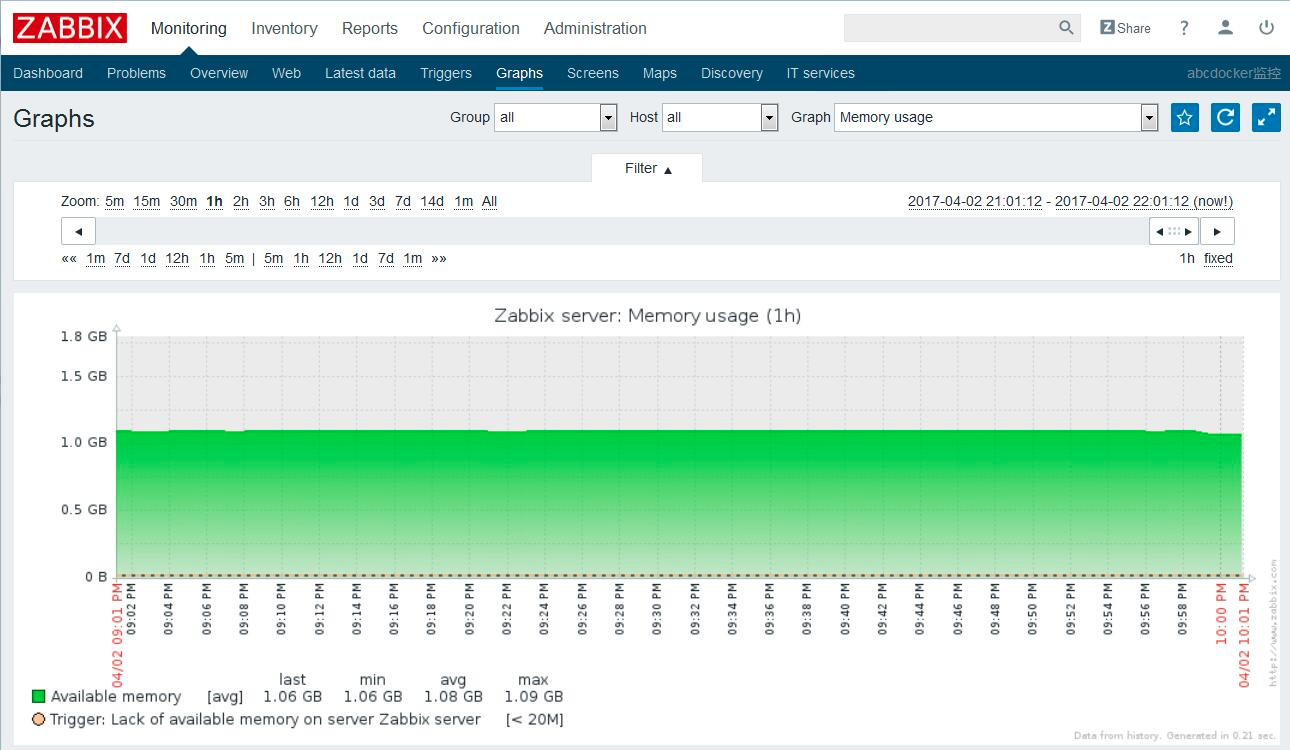 ZABBIX Monitoring Inventory Reports Configuration Administration Z Share ?
Dashboard Problems Overview Web Latest data Triggers Graphs Screens Maps Discovery IT services abcdocker监控
Graphs Group all Host all Graph Memory usage
Filter ▲
Zoom: 5m 15m 30m 1h 2h 3h 6h 12h 1d 3d 7d 14d 1m All 2017-04-02 21:01:12 - 2017-04-02 22:01:12 (now!)
«« 1m 7d 1d 12h 1h 5m | 5m 1h 12h 1d 7d 1m »» 1h fixed
Zabbix server: Memory usage (1h)
1.8 GB
1.5 GB
1.0 GB
0.5 GB
0 B
04/02 09:01 PM
09:02 PM
09:04 PM
09:06 PM
09:08 PM
09:10 PM
09:12 PM
09:14 PM
09:16 PM
09:18 PM
09:20 PM
09:22 PM
09:24 PM
09:26 PM
09:28 PM
09:30 PM
09:32 PM
09:34 PM
09:36 PM
09:38 PM
09:40 PM
09:42 PM
09:44 PM
09:46 PM
09:48 PM
09:50 PM
09:52 PM
09:54 PM
09:56 PM
09:58 PM
10:00 PM
04/02 10:01 PM
http://www.zabbix.com
last min avg max
Available memory [avg] 1.06 GB 1.06 GB 1.08 GB 1.09 GB
Trigger: Lack of available memory on server Zabbix server [< 20M]
Data from history. Generated in 0.21 sec.